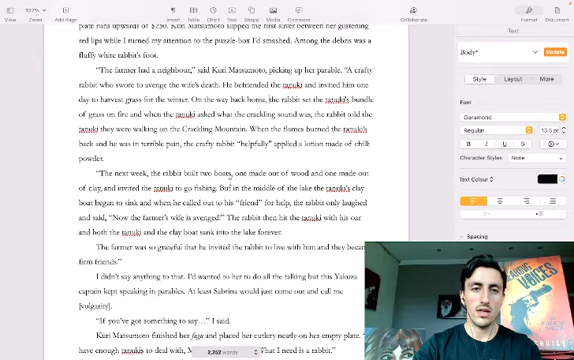 107%
View
Zoom
Add Page
Insert
Table
Chart
Text
Shape
Media
Comment
Collaborate
Format
Document
plate runs upwards of $250. Kuri Matsumoto slipped the first between her glistening
red lips while I turned my attention to the puzzle-box I'd smashed. Among the debris was a
fluffy white rabbit's foot.
"The farmer had a neighbour," said Kuri Matsumoto, picking up her parable. "A crafty
rabbit who swore to avenge the wife's death. He befriended the tanuki and invited him one
day to harvest grass for the winter. On the way back home, the rabbit set the tanuki's bundle
of grass on fire and when the tanuki asked what the crackling sound was, the rabbit told the
tanuki they were walking on the Crackling Mountain. When the flames burned the tanuki's
back and he was in terrible pain, the crafty rabbit "helpfully" applied a lotion made of chilli
powder.
"The next week, the rabbit built two boats, one made out of wood and one made out
of clay, and invited the tanuki to go fishing. But in the middle of the lake the tanuki's clay
boat began to sink and when he called out to his "friend" for help, the rabbit only laughed
and said, "Now the farmer's wife is avenged!" The rabbit then hit the tanuki with his oar
and both the tanuki and the clay boat sank into the lake forever.
The farmer was so grateful that he invited the rabbit to live with him and they became
firm friends."
I didn't say anything to that. I'd wanted to her to do all the talking but this Yakuza
captain kept speaking in parables. At least Sabrina would just come out and call me
[vulgarity].
"If you've got something to say…" I said.
Kuri Matsumoto finished her fugu and placed her cutlery neatly on her empty plate.
have enough tanukis to deal with, M
What I need is a rabbit."
2,252 words
Text
Body*
Update
Style
Layout
More
Font
Garamond
Regular
13.5 pt
B I U S
Character Styles
None
Text Colour
Spacing
HEARING
VOICES